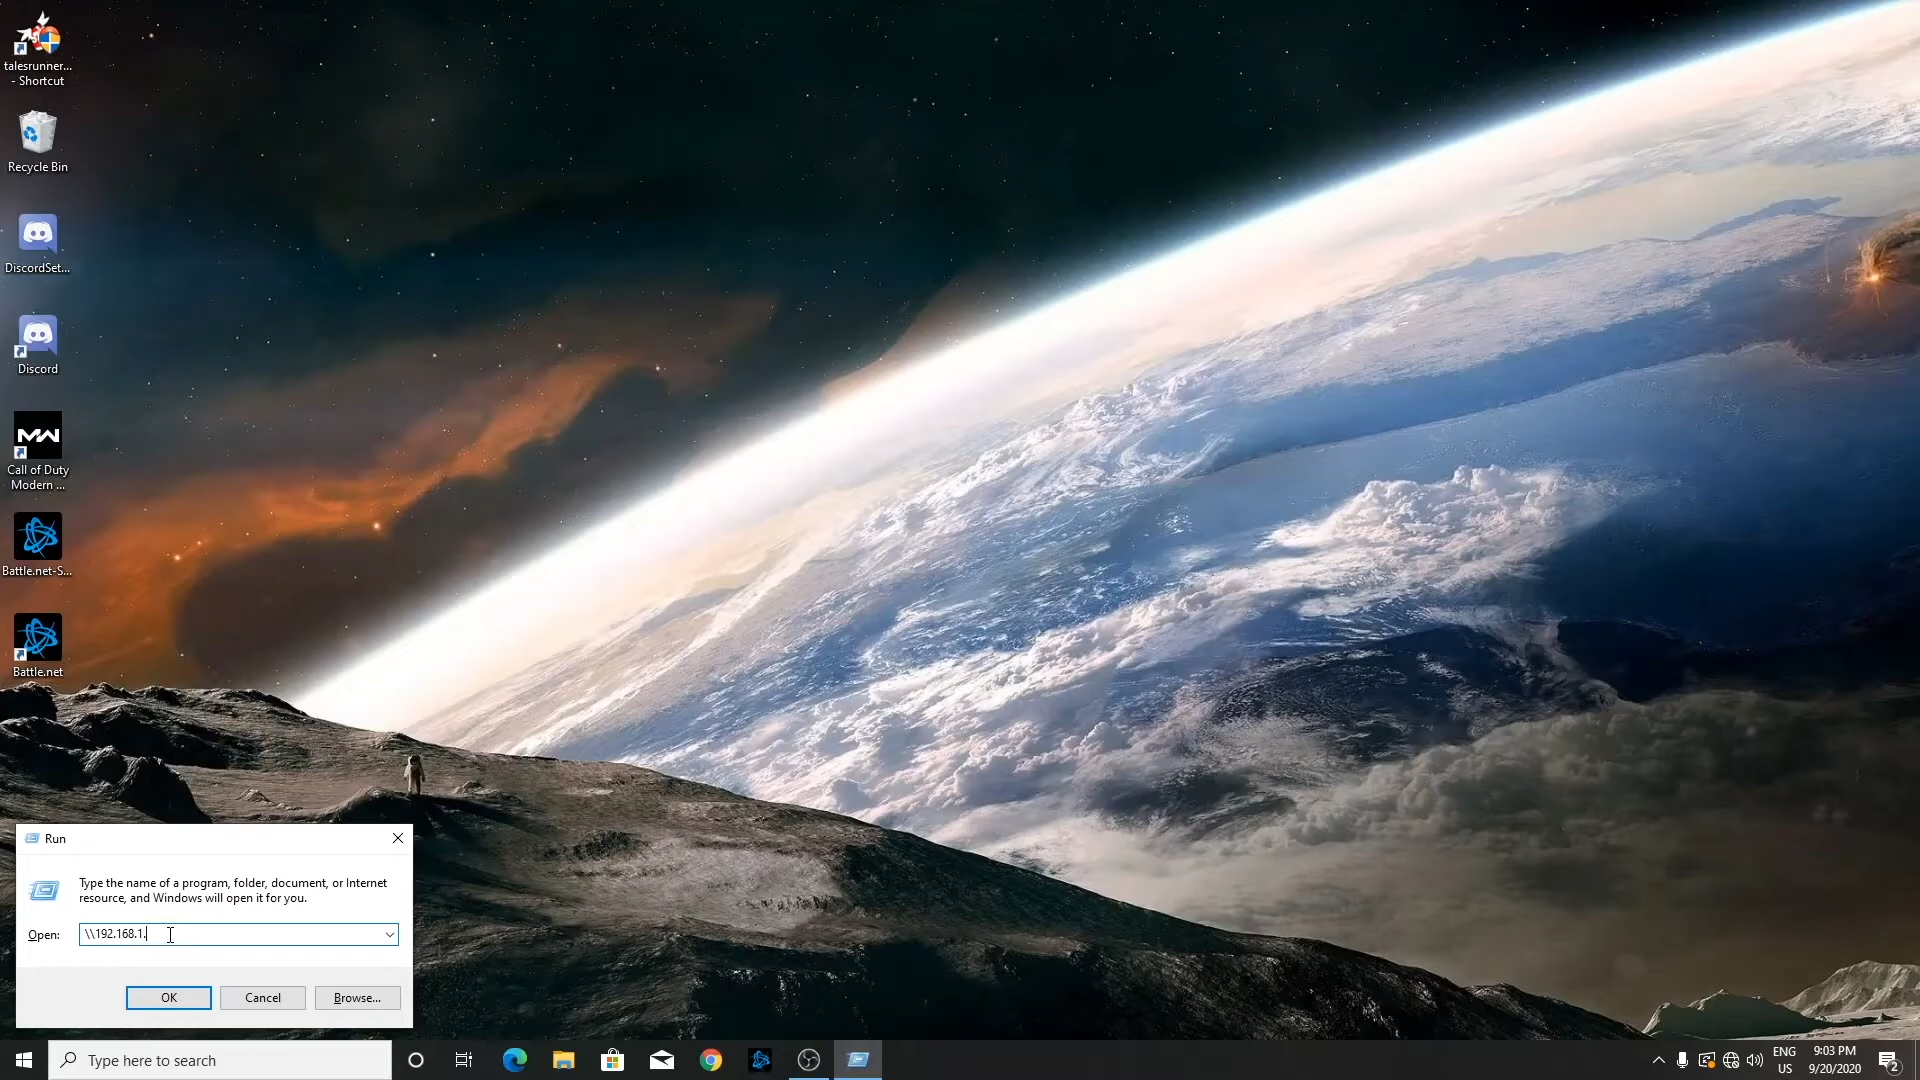 talesrunner...
- Shortcut
Recycle Bin
DiscordSet...
Discord
MW
Call of Duty
Modern ...
Battle.net-S...
Battle.net
Run
Type the name of a program, folder, document, or Internet
resource, and Windows will open it for you.
Open:
\\192.168.1.
OK
Cancel
Browse...
Type here to search
ENG
US
9:03 PM
9/20/2020
2